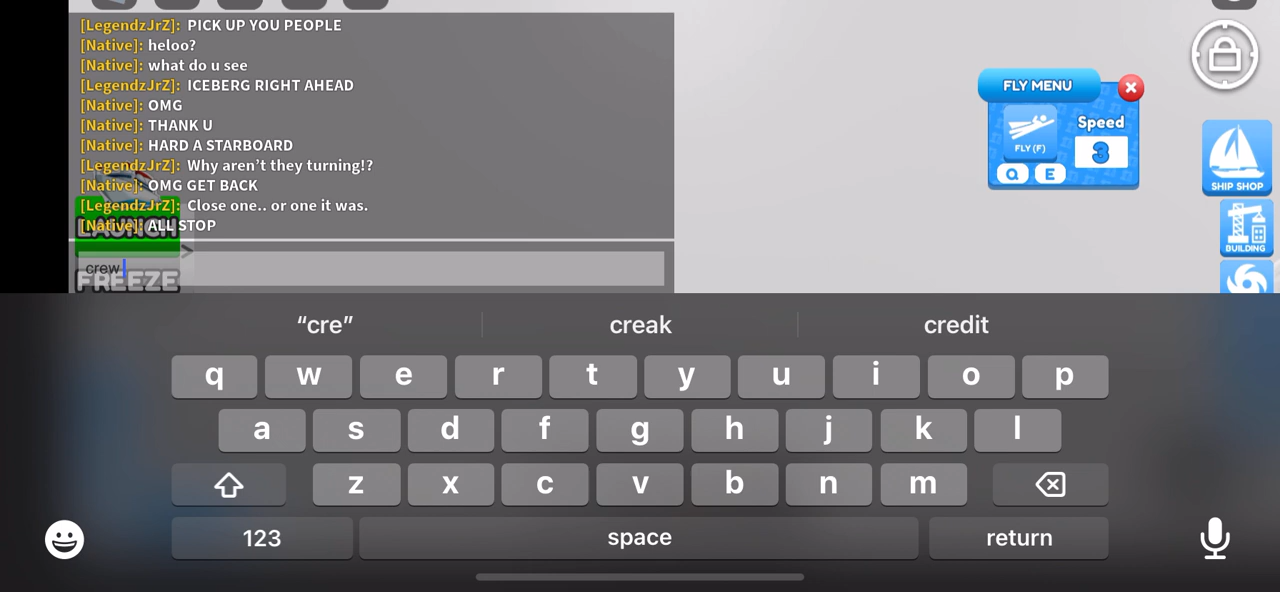 [LegendzJrZ]: PICK UP YOU PEOPLE
[Native]: heloo?
[Native]: what do u see
[LegendzJrZ]: ICEBERG RIGHT AHEAD
[Native]: OMG
[Native]: THANK U
[Native]: HARD A STARBOARD
[LegendzJrZ]: Why aren’t they turning!?
[Native]: OMG GET BACK
[LegendzJrZ]: Close one.. or one it was.
[Native]: ALL STOP
LAUNCH
>
crew
FREEZE
FLY MENU
FLY (F)
Speed
3
Q E
SHIP SHOP
BUILDING
“cre” creak credit
q w e r t y u i o p
a s d f g h j k l
z x c v b n m
123 space return